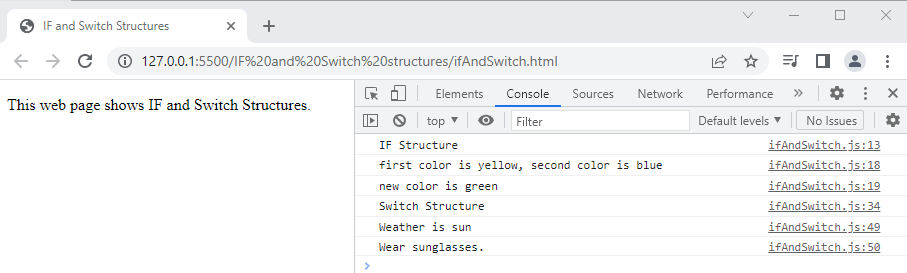 IF and Switch Structures
127.0.0.1:5500/IF%20and%20Switch%20structures/ifAndSwitch.html
This web page shows IF and Switch Structures.
Elements Console Sources Network Performance »
top Filter Default levels No Issues
IF Structure ifAndSwitch.js:13
first color is yellow, second color is blue ifAndSwitch.js:18
new color is green ifAndSwitch.js:19
Switch Structure ifAndSwitch.js:34
Weather is sun ifAndSwitch.js:49
Wear sunglasses. ifAndSwitch.js:50